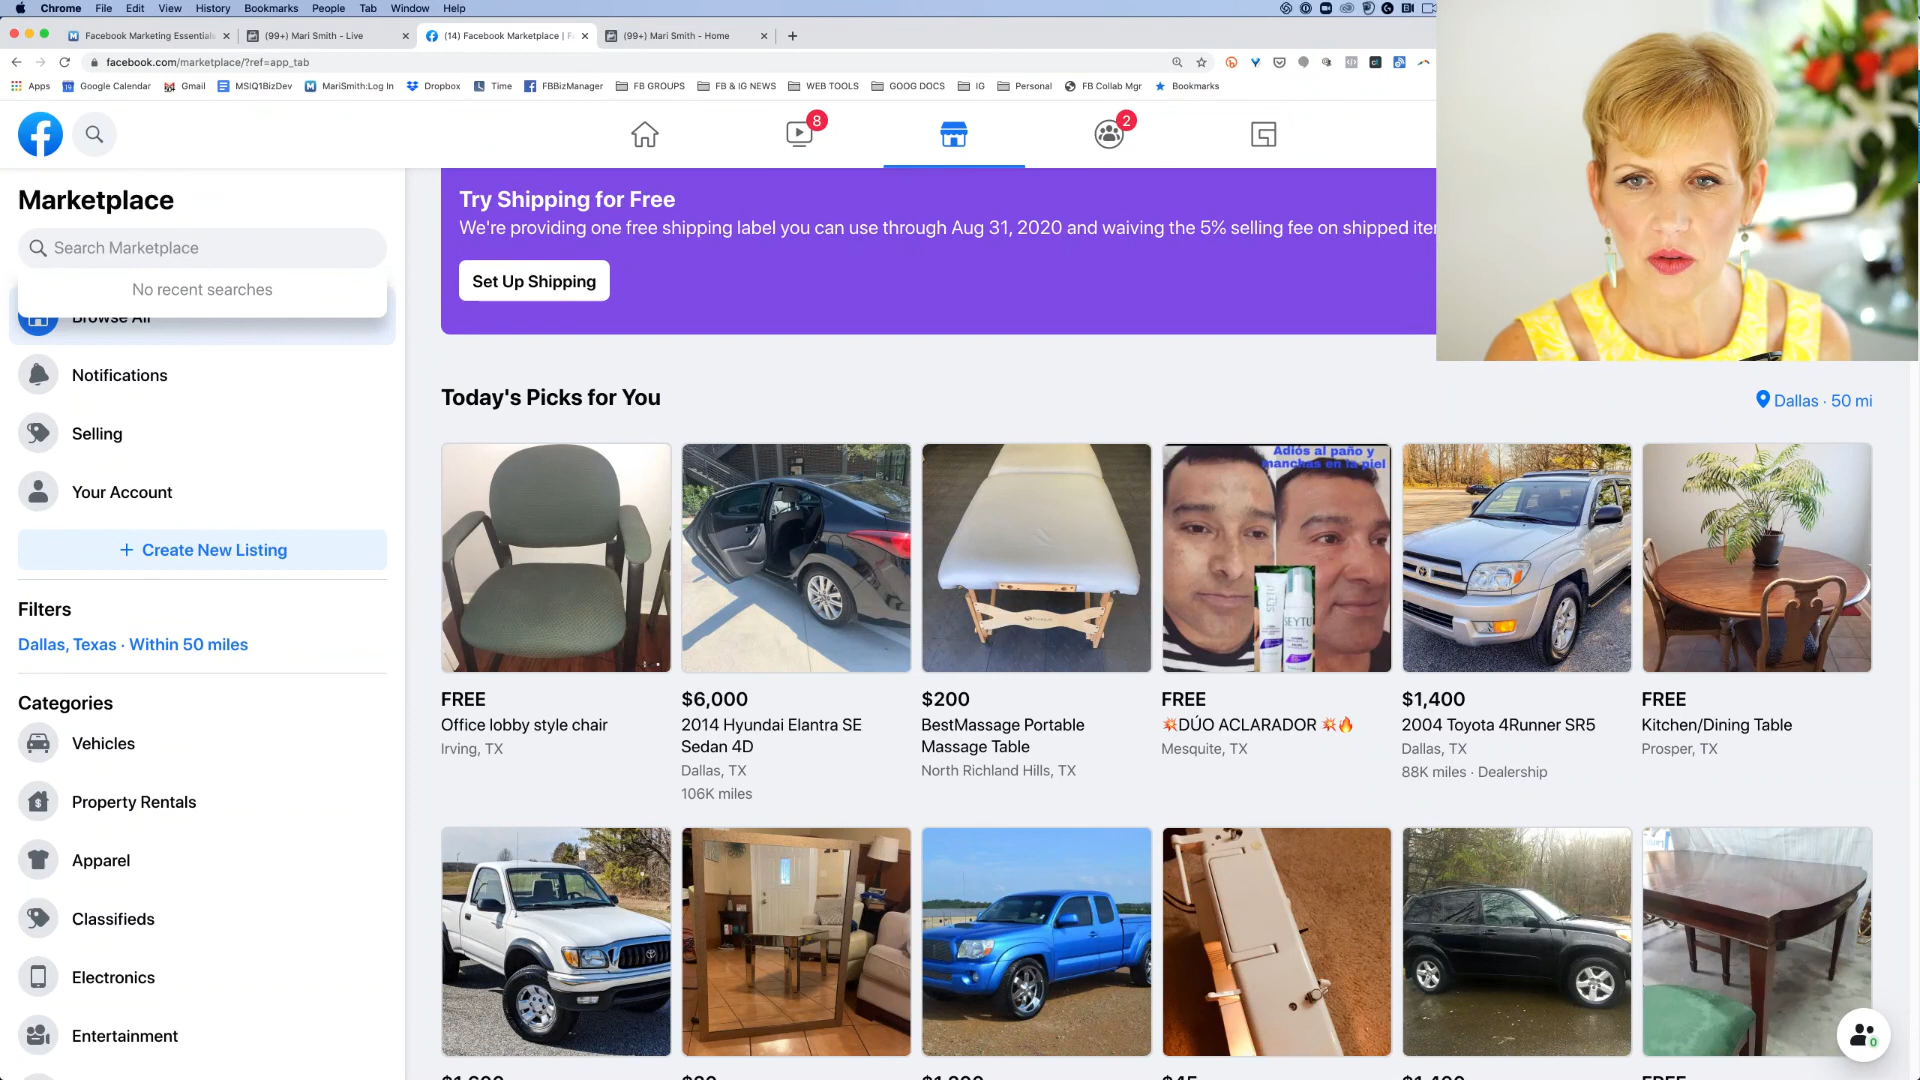 Chrome File Edit View History Bookmarks People Tab Window Help
Facebook Marketing Essentials
(99+) Mari Smith - Live
(14) Facebook Marketplace | F
(99+) Mari Smith - Home
facebook.com/marketplace/?ref=app_tab
Apps Google Calendar Gmail MSIQ1BizDev MariSmith:Log In Dropbox Time FBBizManager FB GROUPS FB & IG NEWS WEB TOOLS GOOG DOCS IG Personal FB Collab Mgr Bookmarks
8
2
Marketplace
Search Marketplace
No recent searches
Browse All
Notifications
Selling
Your Account
+ Create New Listing
Filters
Dallas, Texas · Within 50 miles
Categories
Vehicles
Property Rentals
Apparel
Classifieds
Electronics
Entertainment
Try Shipping for Free
We're providing one free shipping label you can use through Aug 31, 2020 and waiving the 5% selling fee on shipped ite
Set Up Shipping
Today's Picks for You
Dallas · 50 mi
Adiós al paño y
manchas en la piel
SEYTU
SEYTU
FREE
Office lobby style chair
Irving, TX
$6,000
2014 Hyundai Elantra SE
Sedan 4D
Dallas, TX
106K miles
$200
BestMassage Portable
Massage Table
North Richland Hills, TX
FREE
💥DÚO ACLARADOR 💥🔥
Mesquite, TX
$1,400
2004 Toyota 4Runner SR5
Dallas, TX
88K miles · Dealership
FREE
Kitchen/Dining Table
Prosper, TX
0